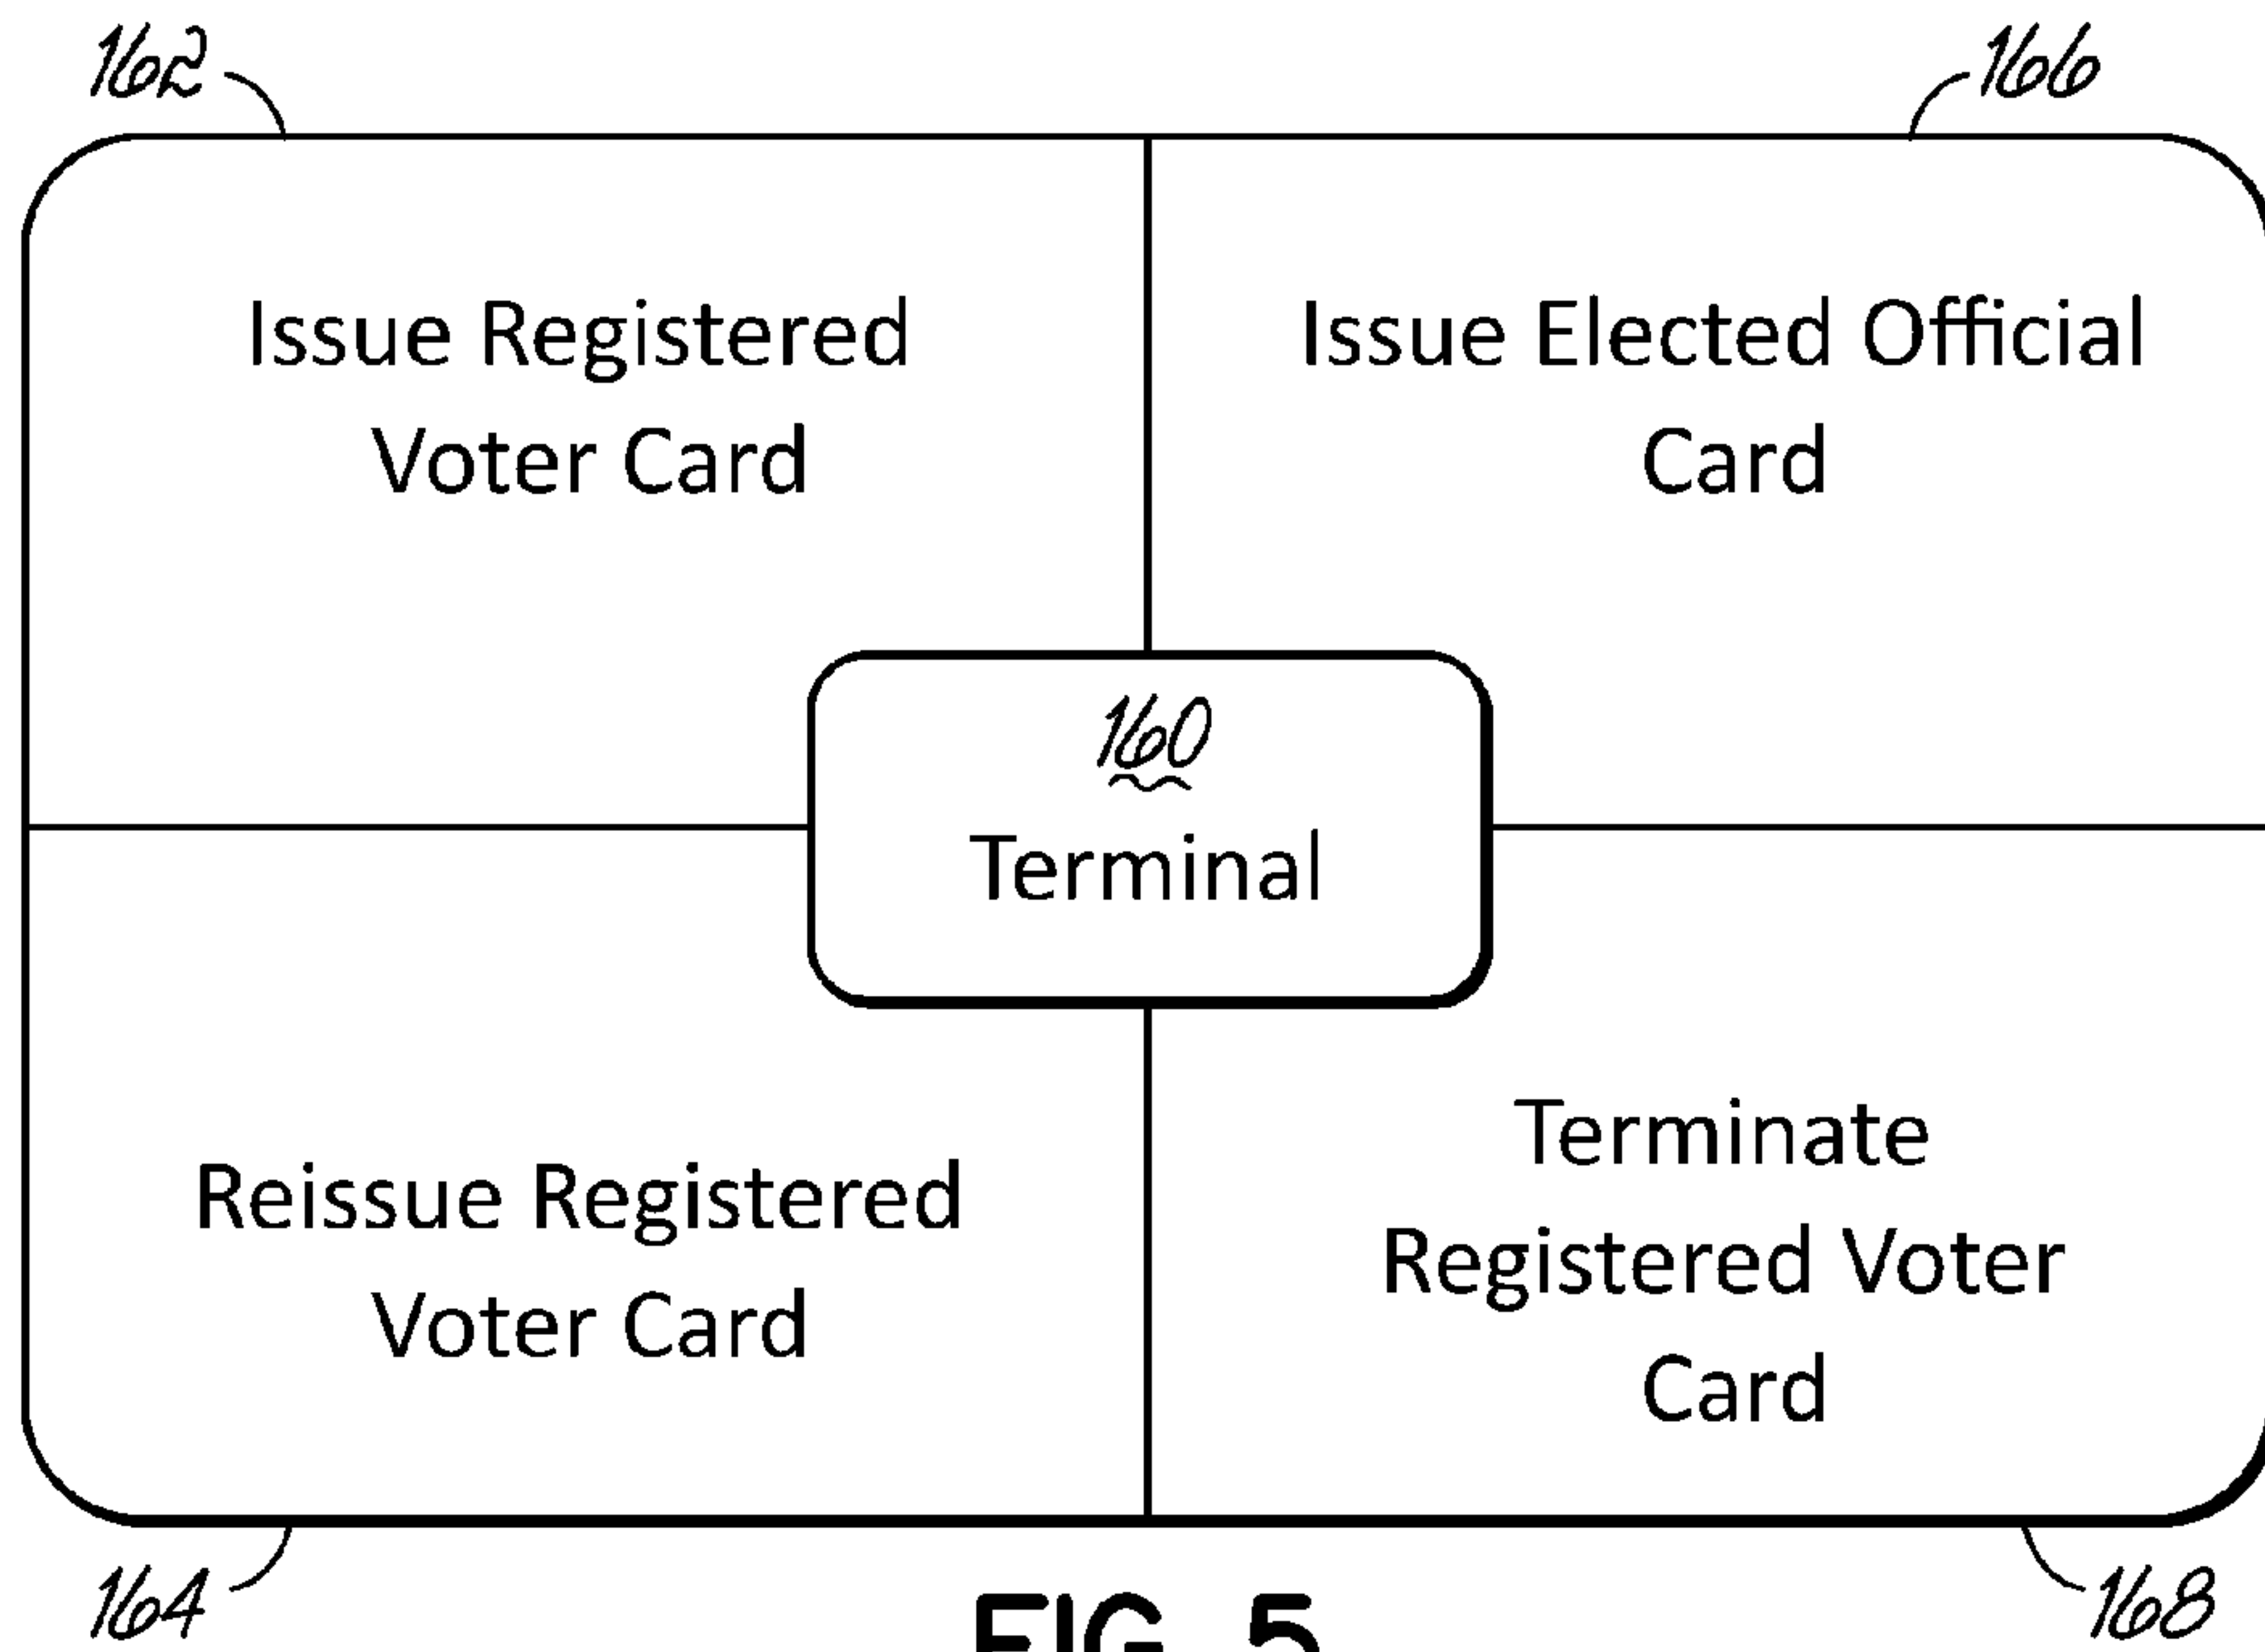 162
166
Issue Registered
Voter Card
Issue Elected Official
Card
160
Terminal
Reissue Registered
Voter Card
Terminate
Registered Voter
Card
164
168
FIG. 5